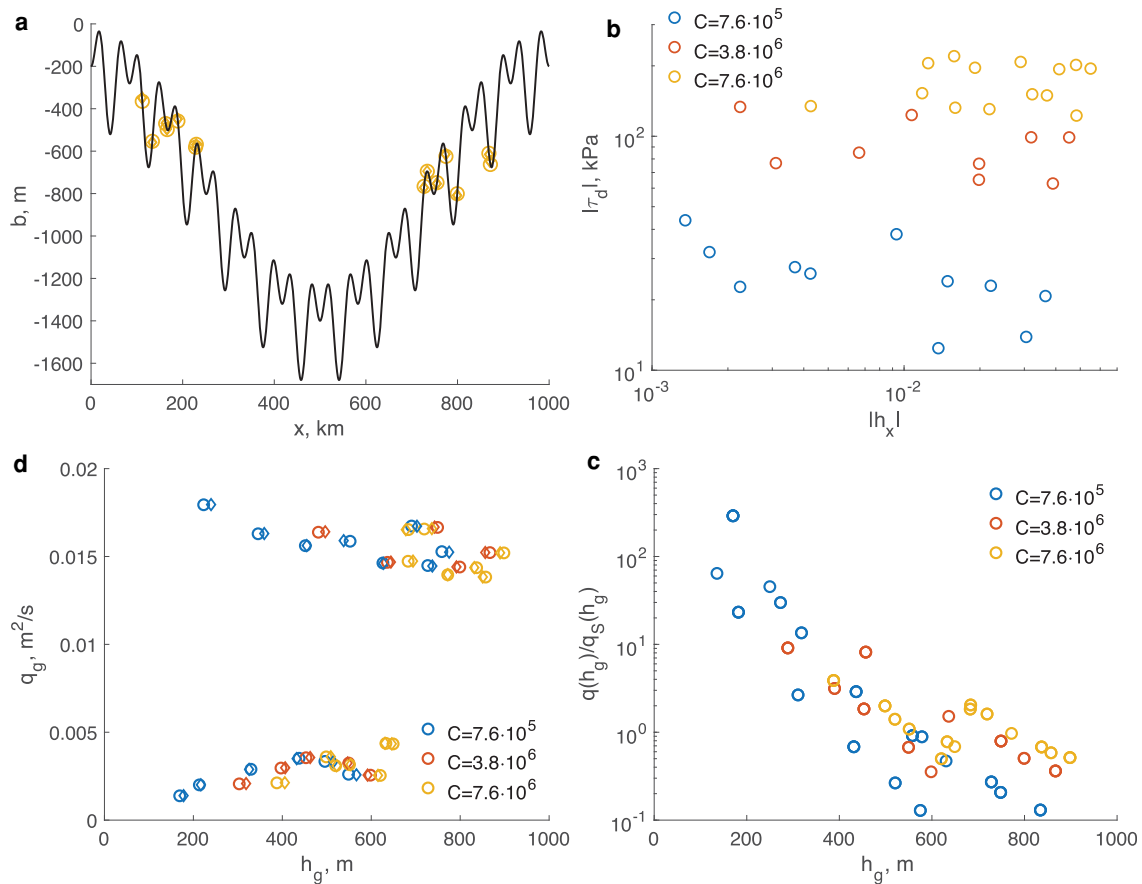 a
0
-200
-400
-600
-800
-1000
-1200
-1400
-1600
b, m
0 200 400 600 800 1000
x, km
b
C=7.6·10^5
C=3.8·10^6
C=7.6·10^6
10^2
10^1
|τ_d|, kPa
10^-3 10^-2
|h_x|
d
0.02
0.015
0.01
0.005
0
q_g, m^2/s
C=7.6·10^5
C=3.8·10^6
C=7.6·10^6
0 200 400 600 800 1000
h_g, m
c
10^3
10^2
10^1
10^0
10^-1
q(h_g)/q_S(h_g)
C=7.6·10^5
C=3.8·10^6
C=7.6·10^6
0 200 400 600 800 1000
h_g, m